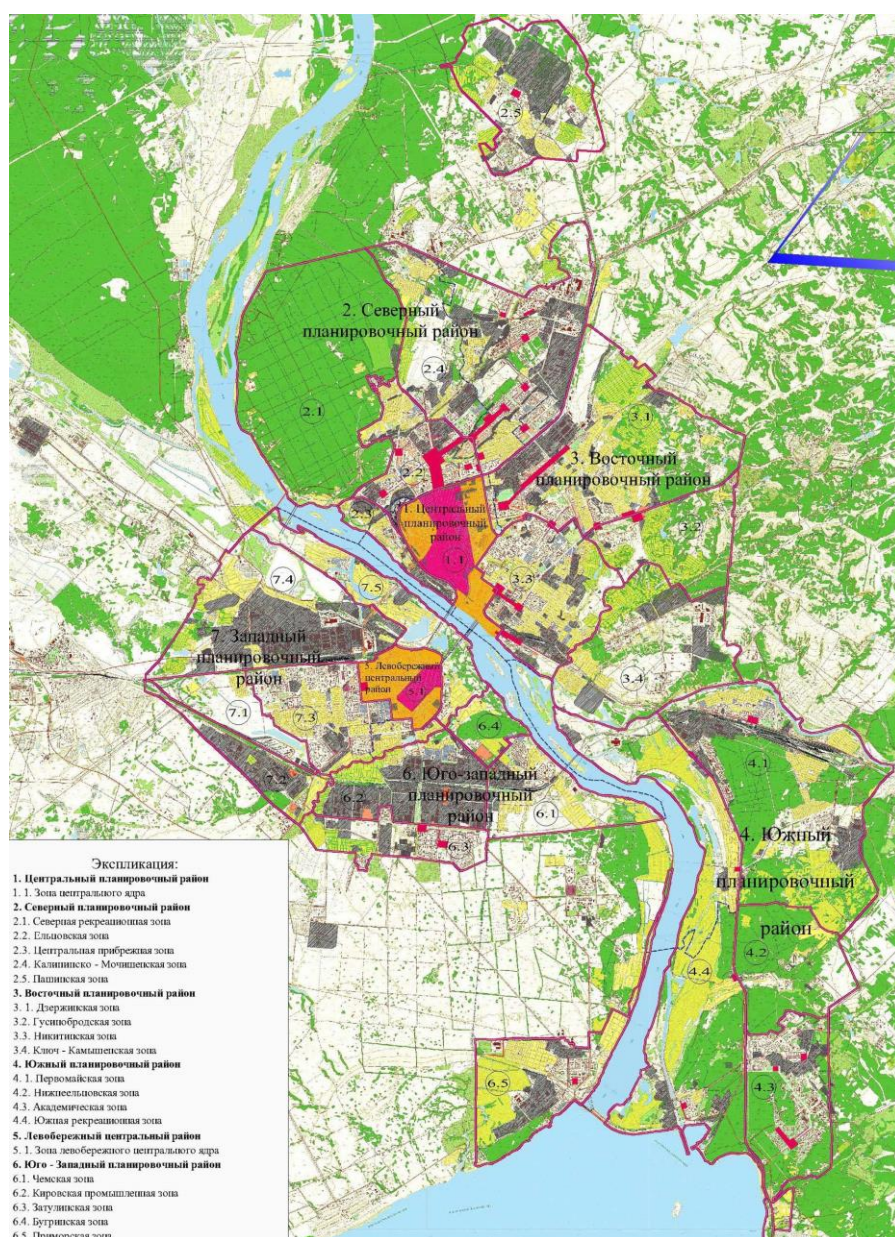 2.5
2. Северный
планировочный район
2.4
2.1
3.1
2.2
3. Восточный
планировочный район
2.3
1. Центральный
планировочный
район
3.2
1.1
3.3
7.4
7.5
7. Западный
планировочный
район
5. Левобережный
центральный
район
5.1
3.4
7.1
7.3
6.4
4.1
7.2
6. Юго-западный
планировочный
район
6.2
6.1
6.3
4. Южный
планировочный
район
4.2
4.4
4.3
6.5
Экспликация:
1. Центральный планировочный район
1. 1. Зона центрального ядра
2. Северный планировочный район
2.1. Северная рекреационная зона
2.2. Ельцовская зона
2.3. Центральная прибрежная зона
2.4. Калининско - Мочищенская зона
2.5. Пашинская зона
3. Восточный планировочный район
3. 1. Дзержинская зона
3.2. Гусинобродская зона
3.3. Никитинская зона
3.4. Ключ - Камышенская зона
4. Южный планировочный район
4. 1. Первомайская зона
4.2. Нижнеельцовская зона
4.3. Академическая зона
4.4. Южная рекреационная зона
5. Левобережный центральный район
5. 1. Зона левобережного центрального ядра
6. Юго - Западный планировочный район
6.1. Чемская зона
6.2. Кировская промышленная зона
6.3. Затулинская зона
6.4. Бугринская зона
6.5. Приморская зона